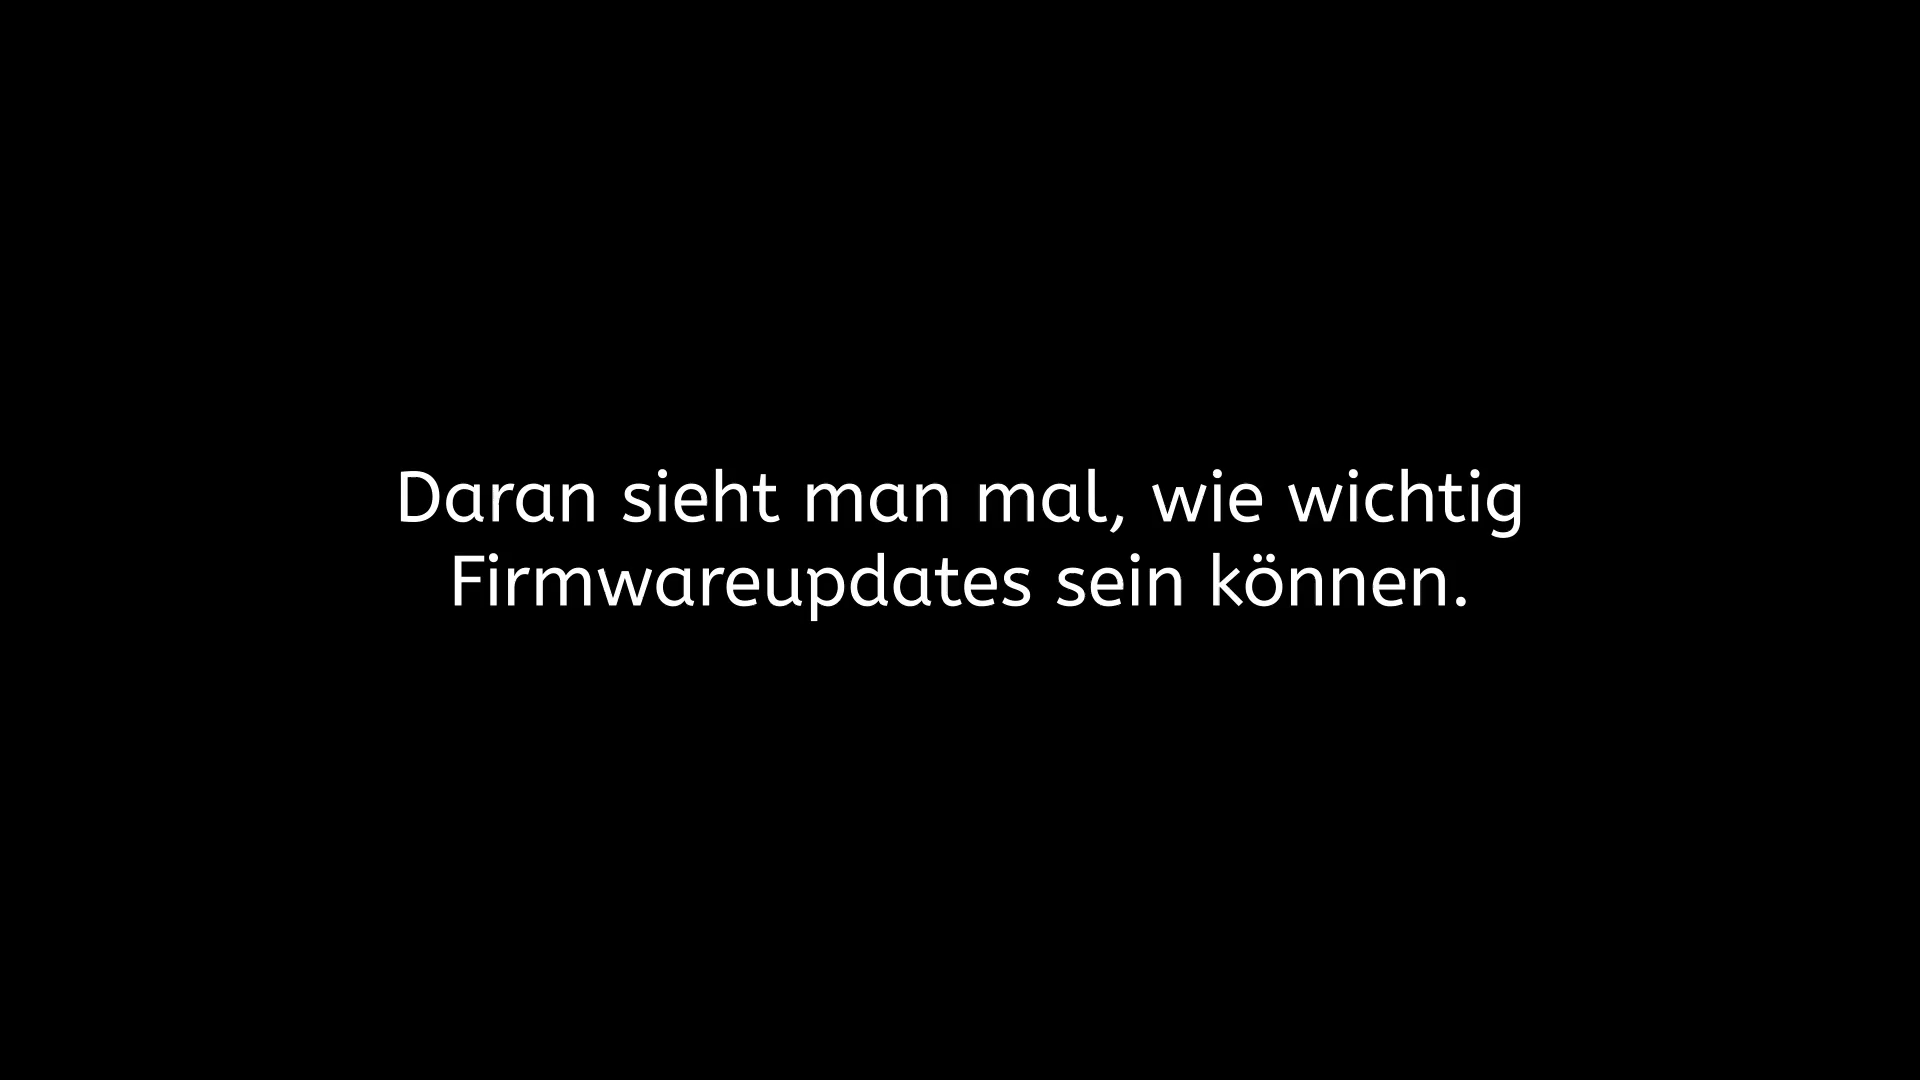 Daran sieht man mal, wie wichtig
Firmwareupdates sein können.